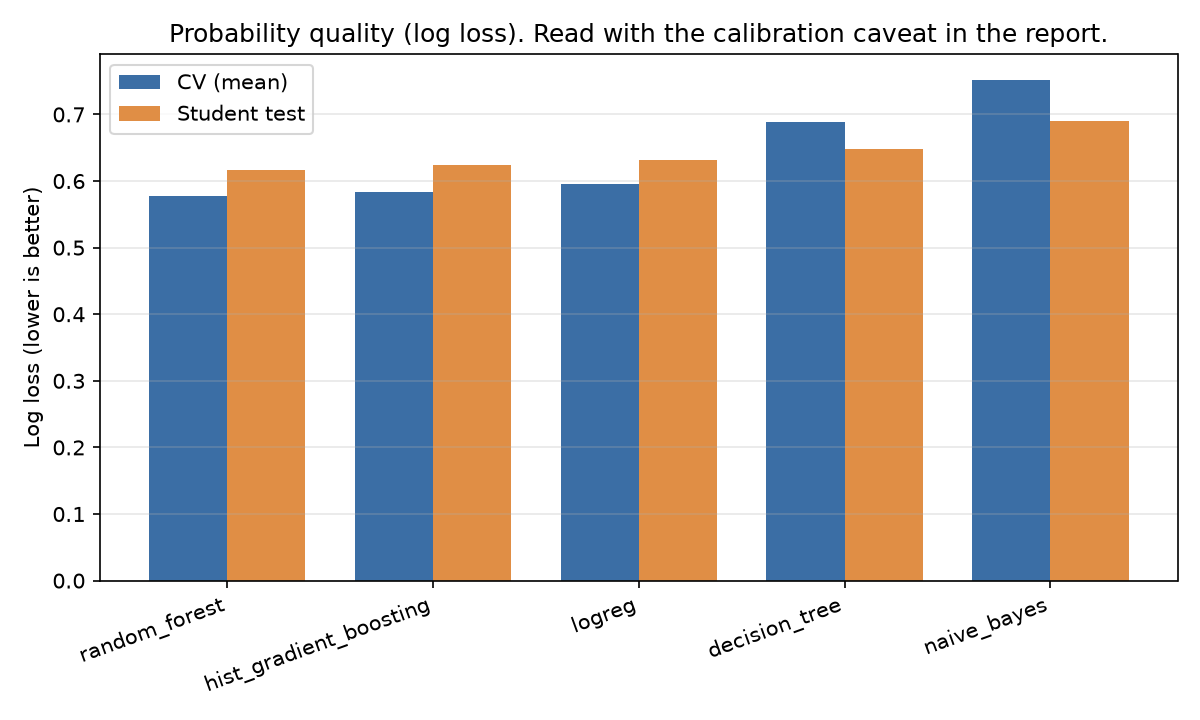 Probability quality (log loss). Read with the calibration caveat in the report.
CV (mean)
Student test
Log loss (lower is better)
0.7
0.6
0.5
0.4
0.3
0.2
0.1
0.0
random_forest
hist_gradient_boosting
logreg
decision_tree
naive_bayes